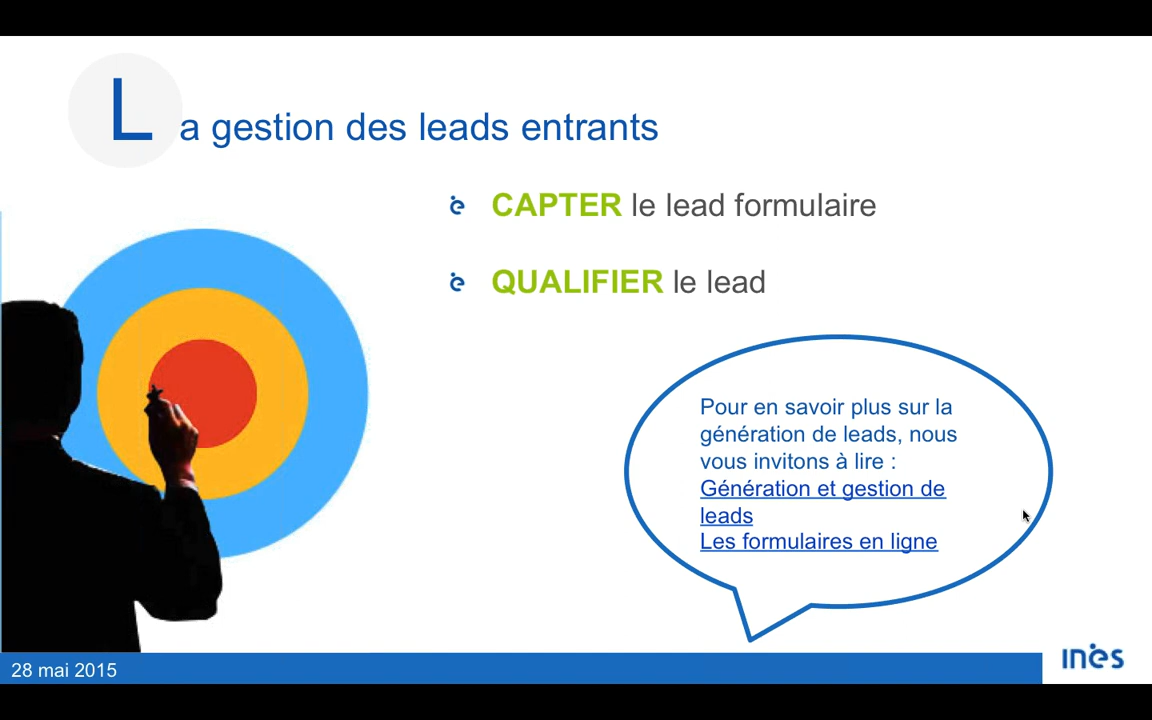 La gestion des leads entrants
CAPTER le lead formulaire
QUALIFIER le lead
Pour en savoir plus sur la
génération de leads, nous
vous invitons à lire :
Génération et gestion de
leads
Les formulaires en ligne
28 mai 2015
inès